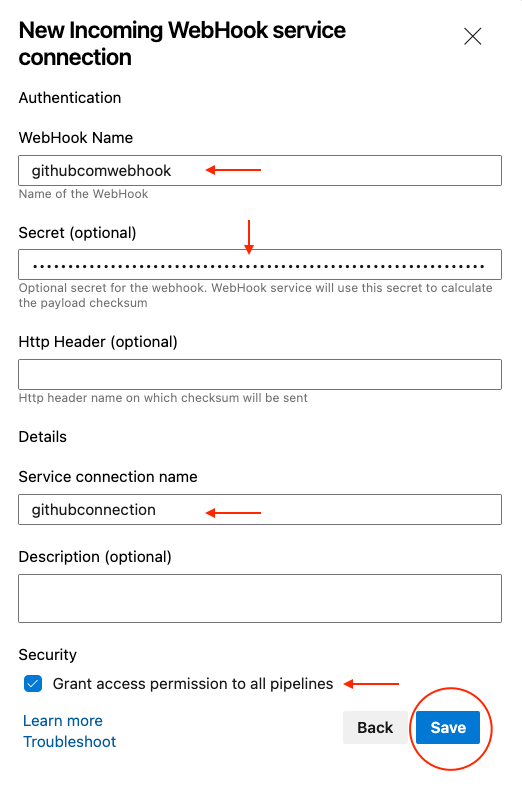 New Incoming WebHook service
connection
Authentication
WebHook Name
githubcomwebhook
Name of the WebHook
Secret (optional)
Optional secret for the webhook. WebHook service will use this secret to calculate
the payload checksum
Http Header (optional)
Http header name on which checksum will be sent
Details
Service connection name
githubconnection
Description (optional)
Security
Grant access permission to all pipelines
Learn more
Troubleshoot
Back
Save